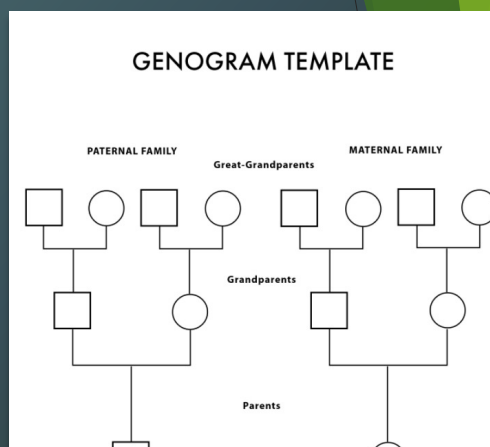 GENOGRAM TEMPLATE
PATERNAL FAMILY
MATERNAL FAMILY
Great-Grandparents
Grandparents
Parents